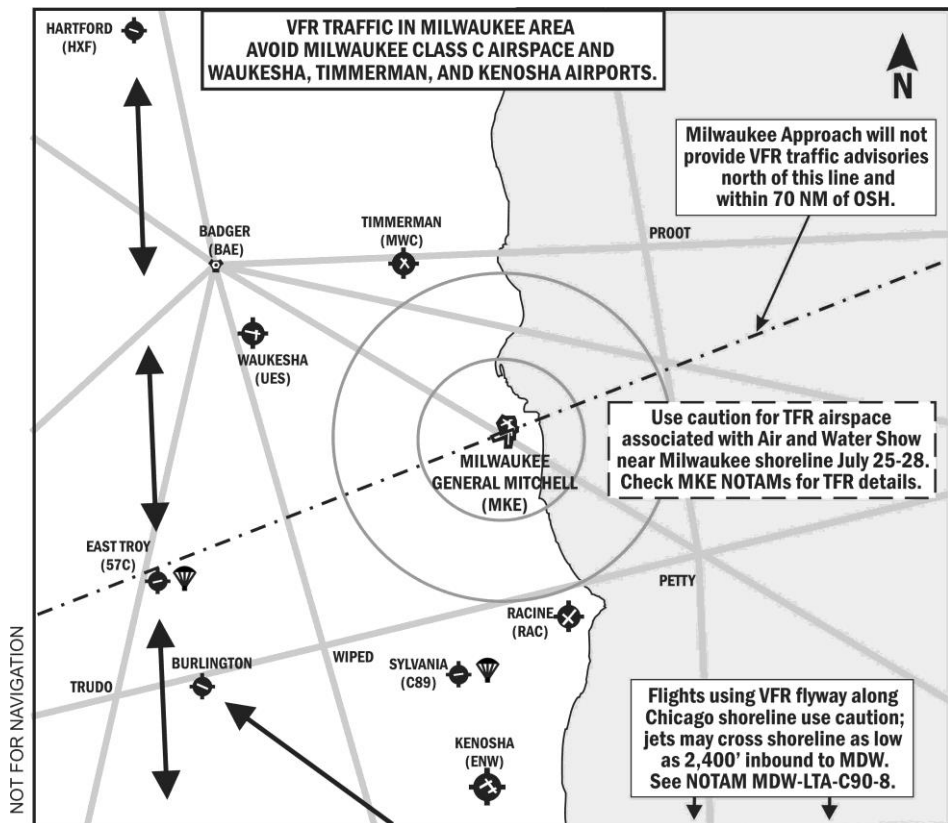 HARTFORD
(HXF)
VFR TRAFFIC IN MILWAUKEE AREA
AVOID MILWAUKEE CLASS C AIRSPACE AND
WAUKESHA, TIMMERMAN, AND KENOSHA AIRPORTS.
N
Milwaukee Approach will not
provide VFR traffic advisories
north of this line and
within 70 NM of OSH.
BADGER
(BAE)
TIMMERMAN
(MWC)
PROOT
WAUKESHA
(UES)
Use caution for TFR airspace
associated with Air and Water Show
near Milwaukee shoreline July 25-28.
Check MKE NOTAMs for TFR details.
MILWAUKEE
GENERAL MITCHELL
(MKE)
EAST TROY
(57C)
PETTY
RACINE
(RAC)
WIPED
BURLINGTON
SYLVANIA
(C89)
TRUDO
Flights using VFR flyway along
Chicago shoreline use caution;
jets may cross shoreline as low
as 2,400' inbound to MDW.
See NOTAM MDW-LTA-C90-8.
KENOSHA
(ENW)
NOT FOR NAVIGATION